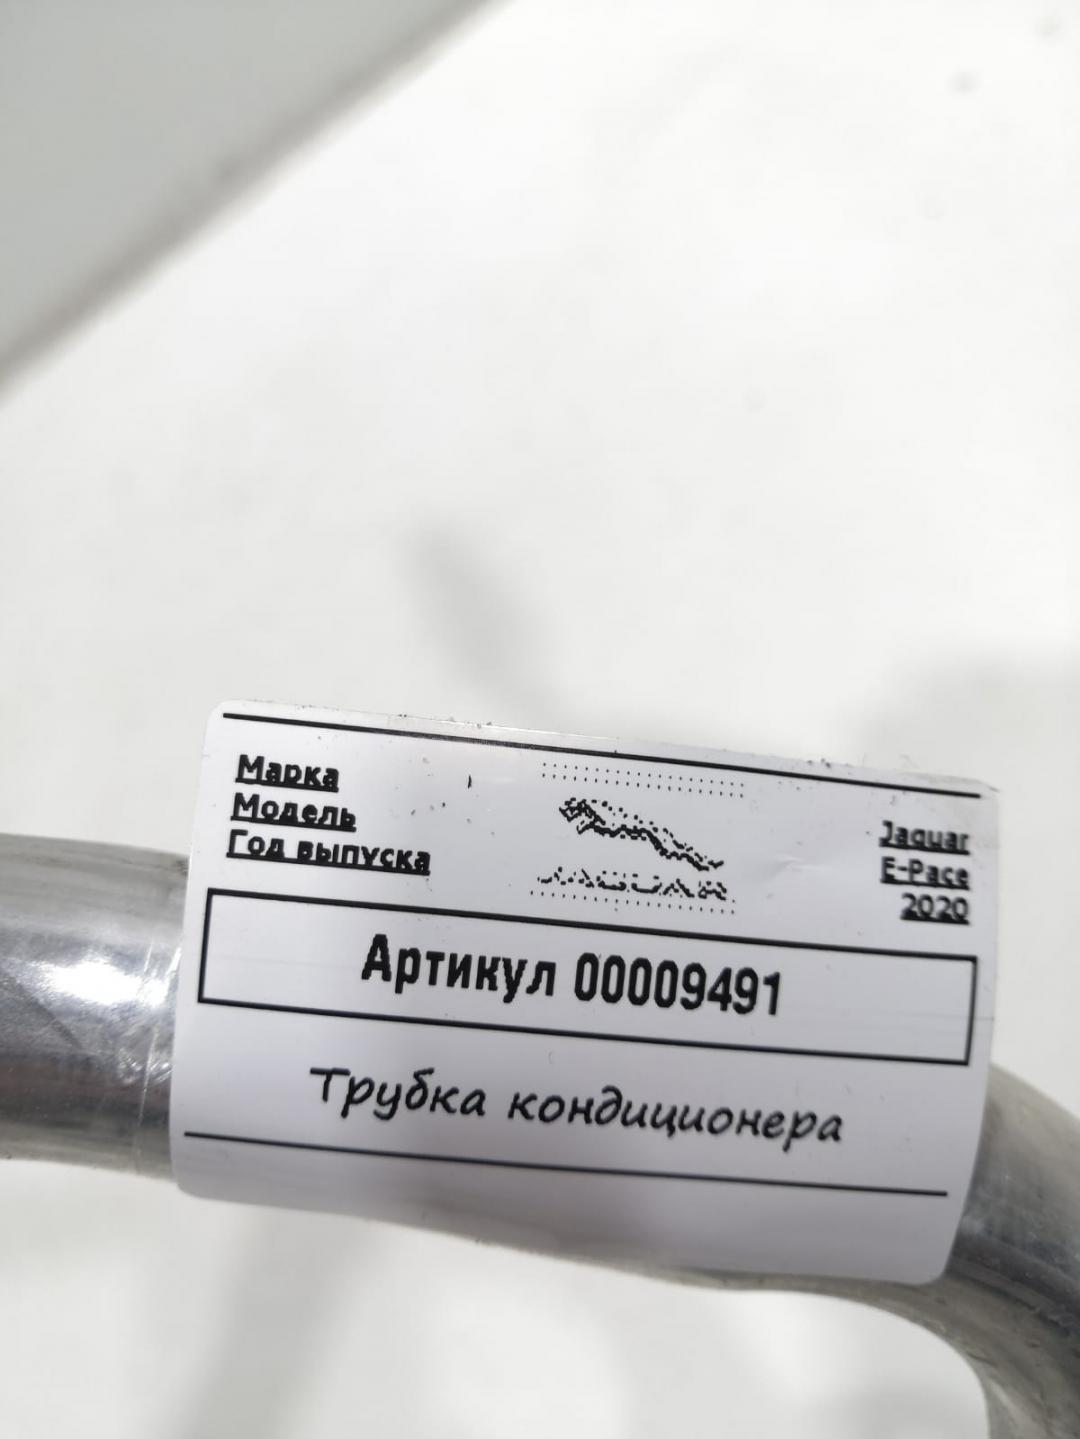 Марка
Модель
Год выпуска
JAGUAR
Jaguar
E-Pace
2020
Артикул 00009491
Трубка кондиционера